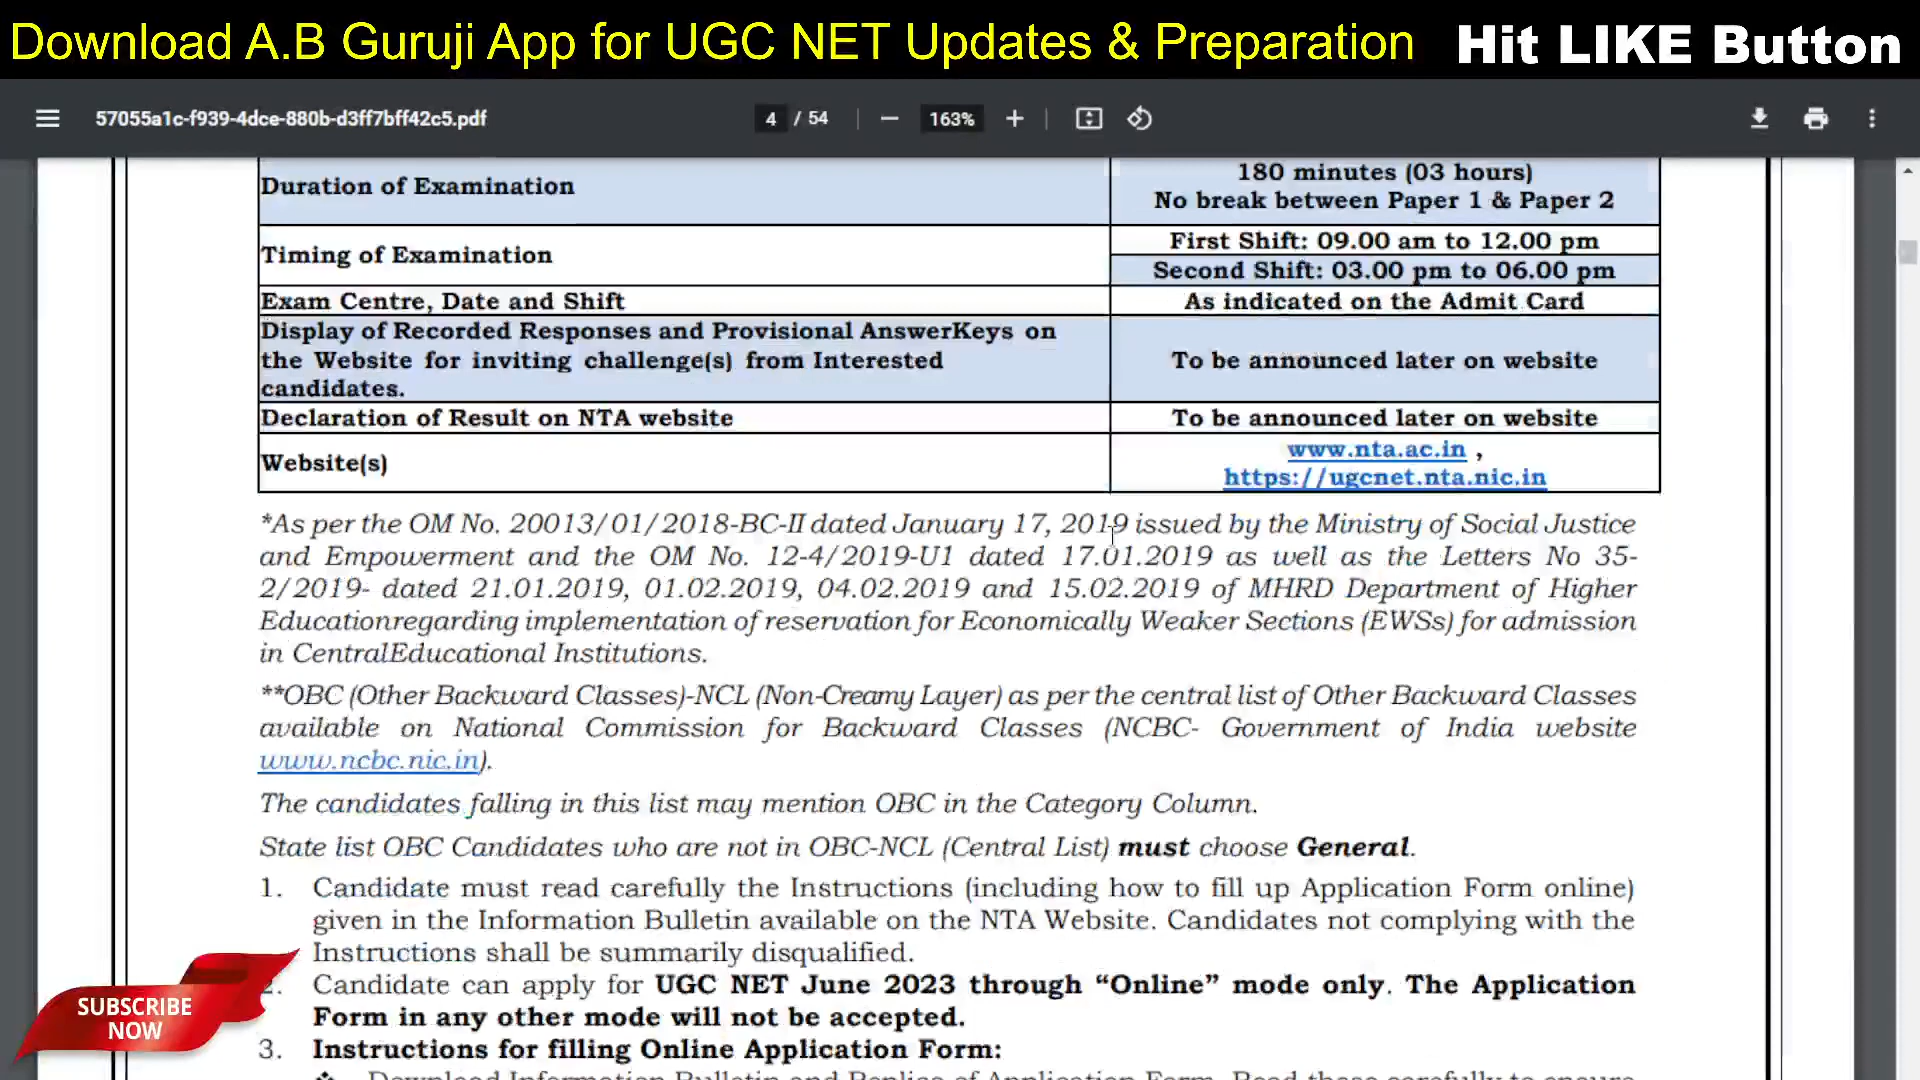 Download A.B Guruji App for UGC NET Updates & Preparation Hit LIKE Button
57055a1c-f939-4dce-880b-d3ff7bff42c5.pdf 4 / 54 163%
Duration of Examination
180 minutes (03 hours)
No break between Paper 1 & Paper 2
Timing of Examination
First Shift: 09.00 am to 12.00 pm
Second Shift: 03.00 pm to 06.00 pm
Exam Centre, Date and Shift
As indicated on the Admit Card
Display of Recorded Responses and Provisional AnswerKeys on
the Website for inviting challenge(s) from Interested
candidates.
To be announced later on website
Declaration of Result on NTA website
To be announced later on website
Website(s)
www.nta.ac.in ,
https://ugcnet.nta.nic.in
*As per the OM No. 20013/01/2018-BC-II dated January 17, 2019 issued by the Ministry of Social Justice
and Empowerment and the OM No. 12-4/2019-U1 dated 17.01.2019 as well as the Letters No 35-
2/2019- dated 21.01.2019, 01.02.2019, 04.02.2019 and 15.02.2019 of MHRD Department of Higher
Educationregarding implementation of reservation for Economically Weaker Sections (EWSs) for admission
in CentralEducational Institutions.
**OBC (Other Backward Classes)-NCL (Non-Creamy Layer) as per the central list of Other Backward Classes
available on National Commission for Backward Classes (NCBC- Government of India website
www.ncbc.nic.in).
The candidates falling in this list may mention OBC in the Category Column.
State list OBC Candidates who are not in OBC-NCL (Central List) must choose General.
1. Candidate must read carefully the Instructions (including how to fill up Application Form online)
given in the Information Bulletin available on the NTA Website. Candidates not complying with the
Instructions shall be summarily disqualified.
2. Candidate can apply for UGC NET June 2023 through “Online” mode only. The Application
Form in any other mode will not be accepted.
3. Instructions for filling Online Application Form:
Download Information Bulletin and Replica of Application Form. Read these carefully to ensure
SUBSCRIBE
NOW